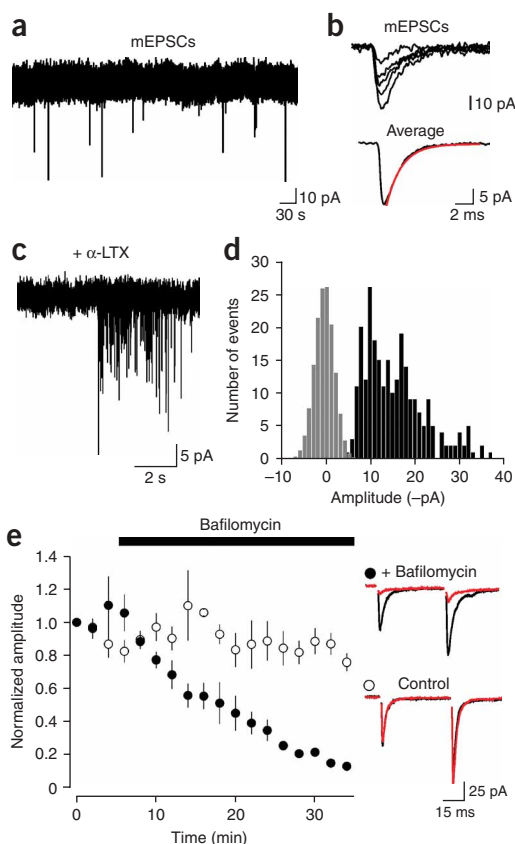 a
mEPSCs
10 pA
30 s
b
mEPSCs
10 pA
Average
5 pA
2 ms
c
+ α-LTX
5 pA
2 s
d
Number of events
30
25
20
15
10
5
0
–10 0 10 20 30 40
Amplitude (–pA)
e
Bafilomycin
Normalized amplitude
1.4
1.2
1.0
0.8
0.6
0.4
0.2
0
0 10 20 30
Time (min)
+ Bafilomycin
Control
25 pA
15 ms